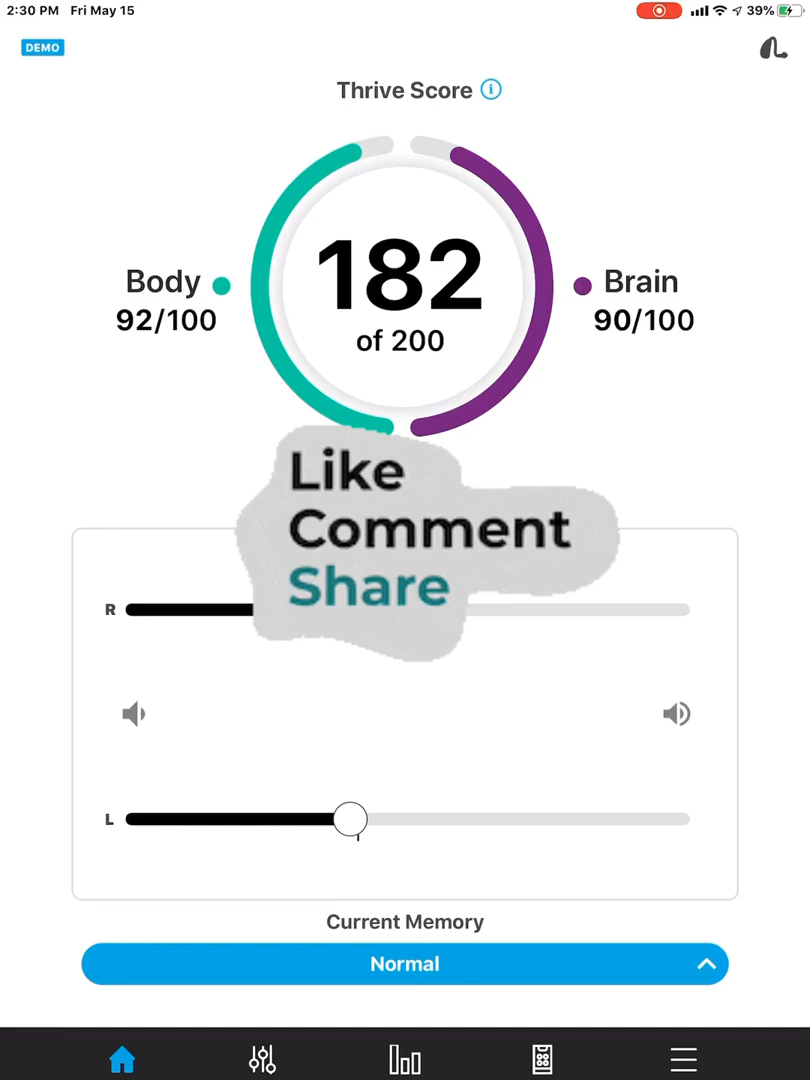 2:30 PM Fri May 15
39%
DEMO
Thrive Score
182
of 200
Body
92/100
Brain
90/100
Like
Comment
Share
R
L
Current Memory
Normal